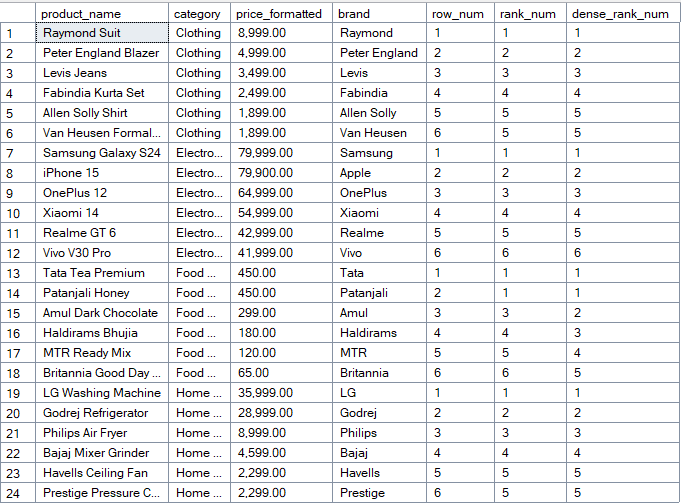 product_name category price_formatted brand row_num rank_num dense_rank_num
1 Raymond Suit Clothing 8,999.00 Raymond 1 1 1
2 Peter England Blazer Clothing 4,999.00 Peter England 2 2 2
3 Levis Jeans Clothing 3,499.00 Levis 3 3 3
4 Fabindia Kurta Set Clothing 2,499.00 Fabindia 4 4 4
5 Allen Solly Shirt Clothing 1,899.00 Allen Solly 5 5 5
6 Van Heusen Formal... Clothing 1,899.00 Van Heusen 6 5 5
7 Samsung Galaxy S24 Electro... 79,999.00 Samsung 1 1 1
8 iPhone 15 Electro... 79,900.00 Apple 2 2 2
9 OnePlus 12 Electro... 64,999.00 OnePlus 3 3 3
10 Xiaomi 14 Electro... 54,999.00 Xiaomi 4 4 4
11 Realme GT 6 Electro... 42,999.00 Realme 5 5 5
12 Vivo V30 Pro Electro... 41,999.00 Vivo 6 6 6
13 Tata Tea Premium Food ... 450.00 Tata 1 1 1
14 Patanjali Honey Food ... 450.00 Patanjali 2 1 1
15 Amul Dark Chocolate Food ... 299.00 Amul 3 3 2
16 Haldirams Bhujia Food ... 180.00 Haldirams 4 4 3
17 MTR Ready Mix Food ... 120.00 MTR 5 5 4
18 Britannia Good Day ... Food ... 65.00 Britannia 6 6 5
19 LG Washing Machine Home ... 35,999.00 LG 1 1 1
20 Godrej Refrigerator Home ... 28,999.00 Godrej 2 2 2
21 Philips Air Fryer Home ... 8,999.00 Philips 3 3 3
22 Bajaj Mixer Grinder Home ... 4,599.00 Bajaj 4 4 4
23 Havells Ceiling Fan Home ... 2,299.00 Havells 5 5 5
24 Prestige Pressure C... Home ... 2,299.00 Prestige 6 5 5